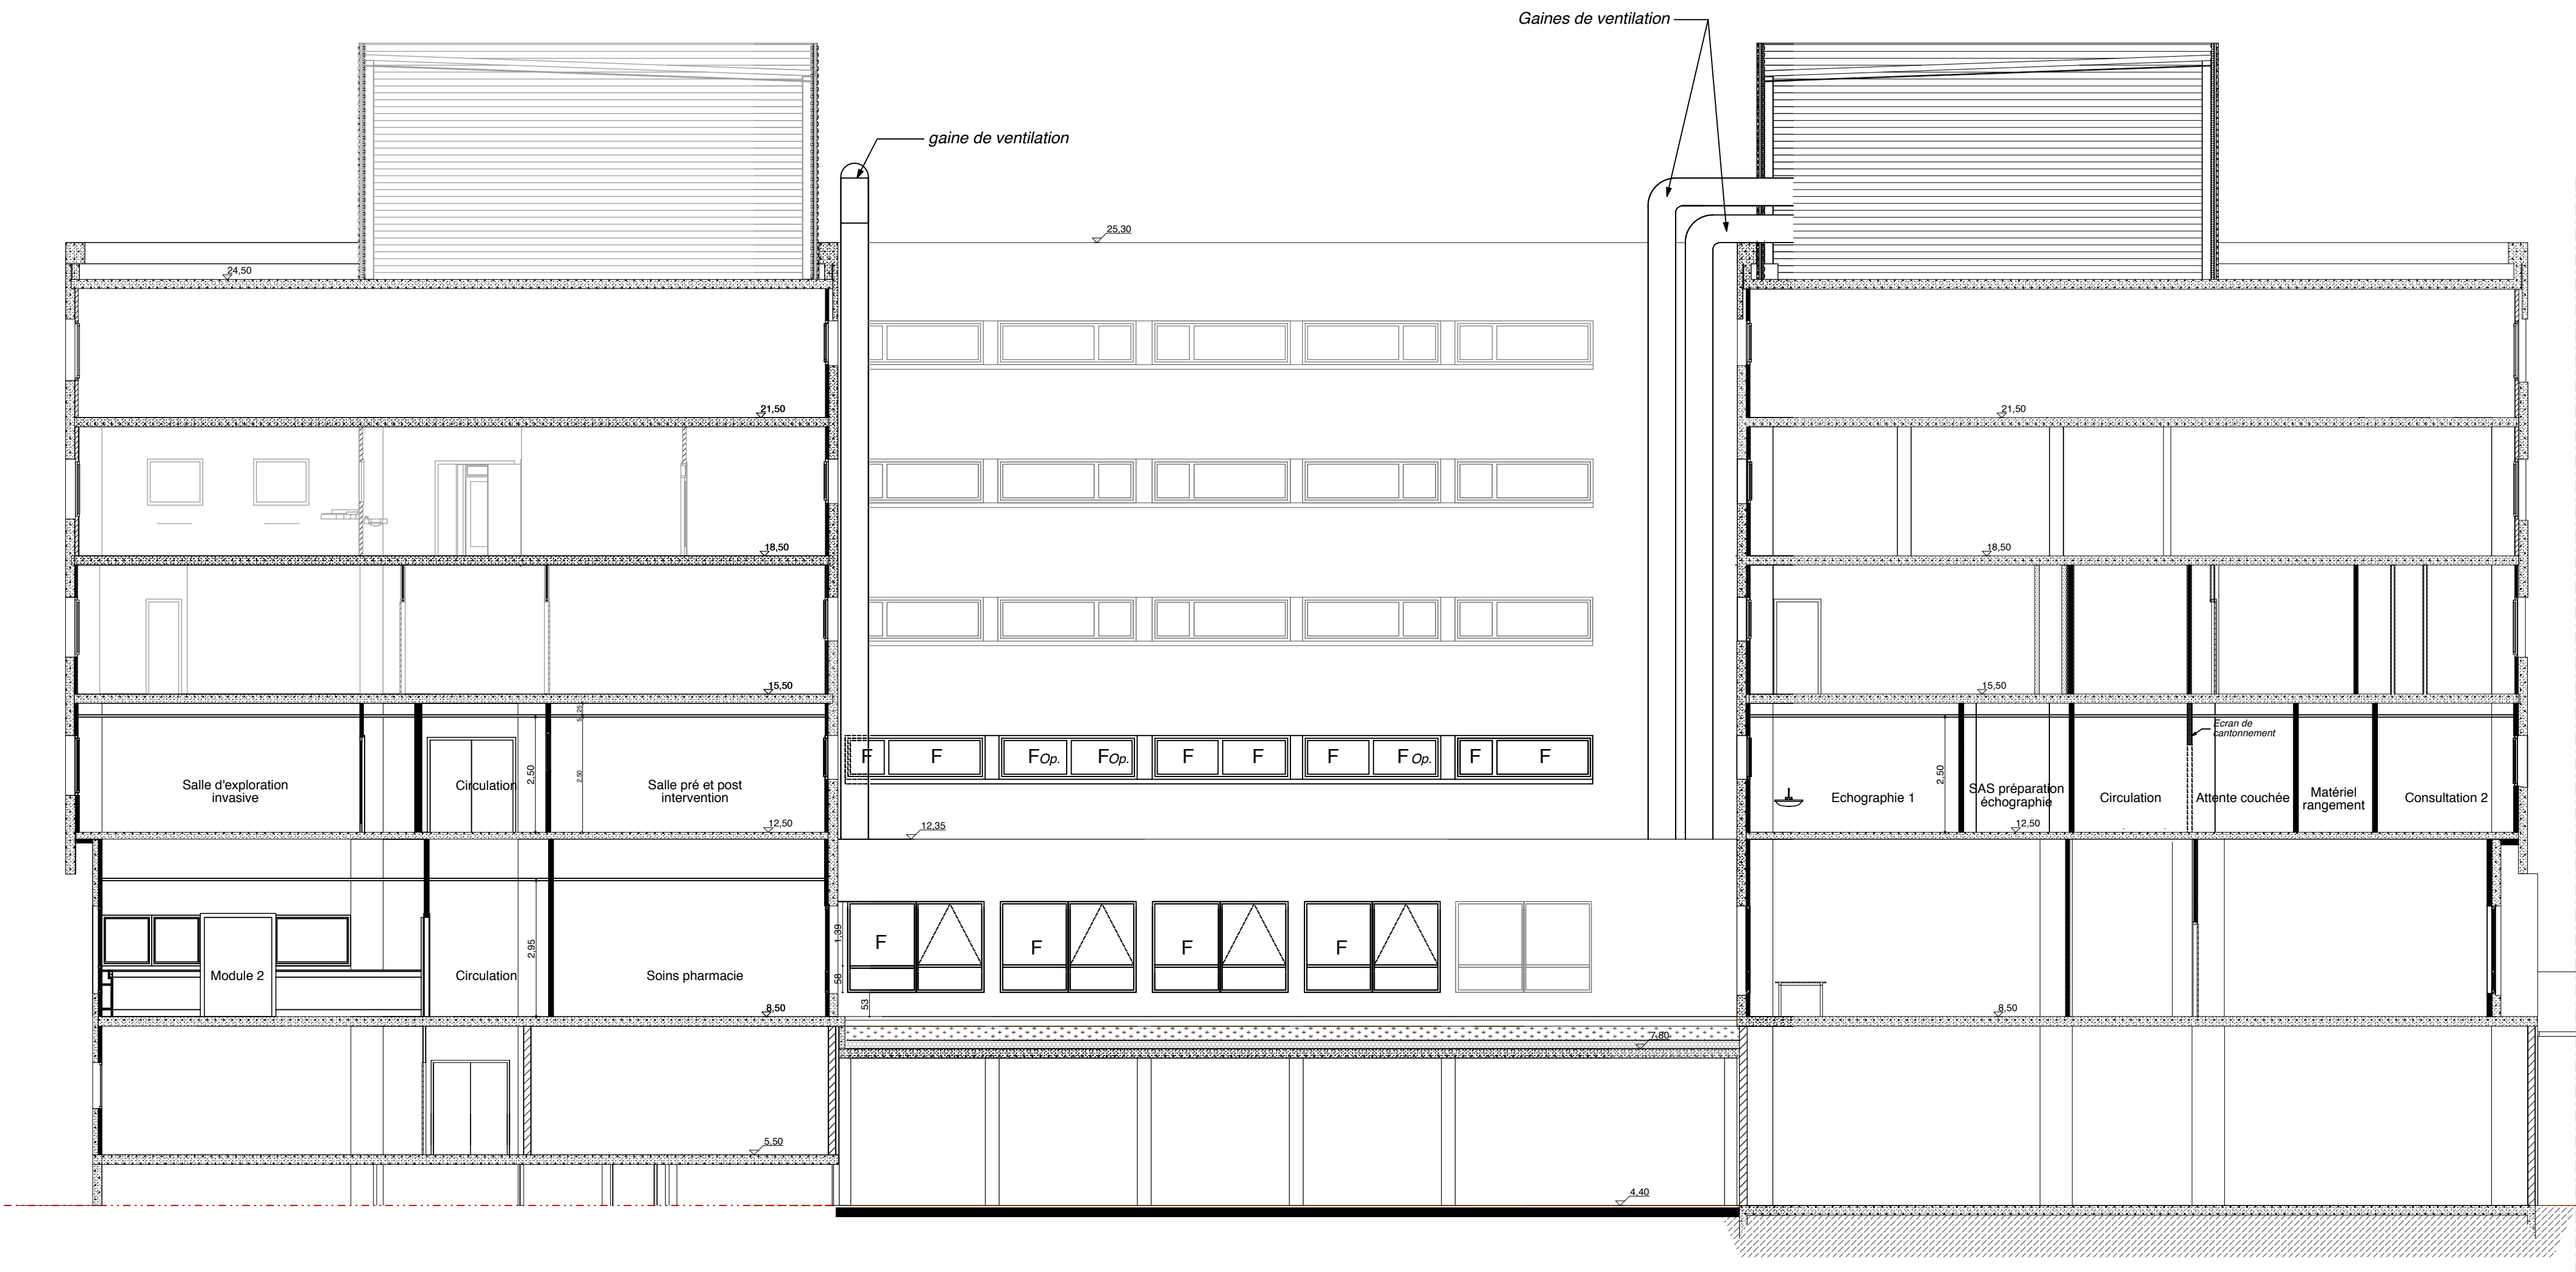 Gaines de ventilation
gaine de ventilation
25,30
24,50
21,50
21,50
18,50
18,50
15,50
15,50
Ecran de
cantonnement
F
F
FOp.
FOp.
F
F
F
FOp.
F
F
2,50
2,50
2,50
Salle d'exploration
invasive
Circulation
Salle pré et post
intervention
Echographie 1
SAS préparation
échographie
Circulation
Attente couchée
Matériel
rangement
Consultation 2
12,50
12,35
12,50
1,39
58
53
F
F
F
F
2,95
Module 2
Circulation
Soins pharmacie
8,50
8,50
7,80
5,50
4,40